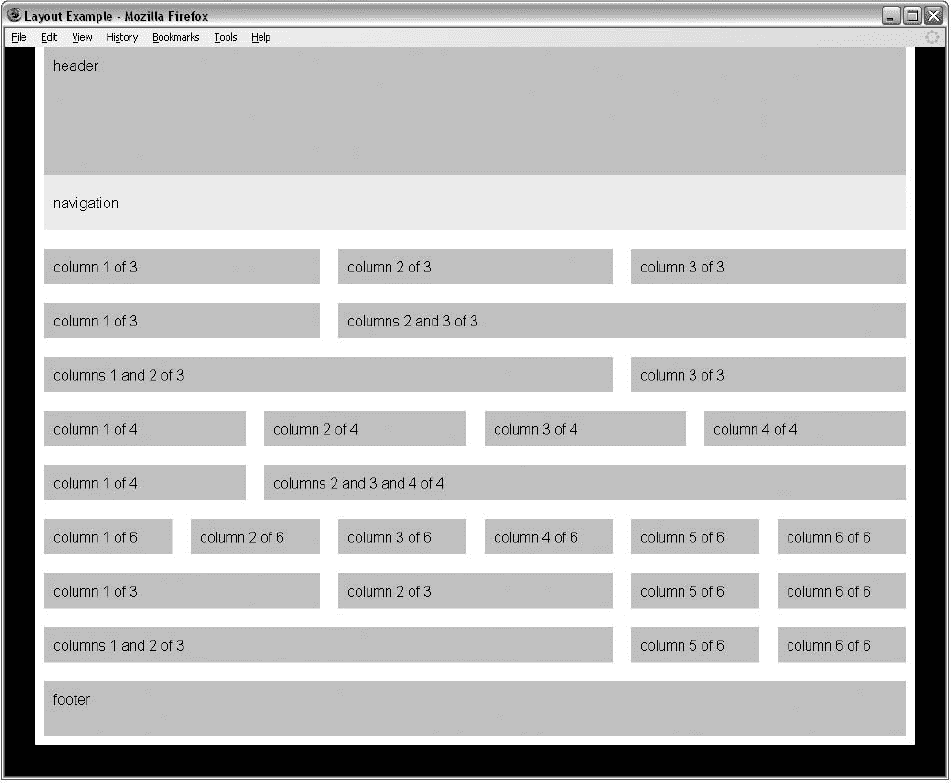 Layout Example - Mozilla Firefox
File Edit View History Bookmarks Tools Help
header
navigation
column 1 of 3 column 2 of 3 column 3 of 3
column 1 of 3 columns 2 and 3 of 3
columns 1 and 2 of 3 column 3 of 3
column 1 of 4 column 2 of 4 column 3 of 4 column 4 of 4
column 1 of 4 columns 2 and 3 and 4 of 4
column 1 of 6 column 2 of 6 column 3 of 6 column 4 of 6 column 5 of 6 column 6 of 6
column 1 of 3 column 2 of 3 column 5 of 6 column 6 of 6
columns 1 and 2 of 3 column 5 of 6 column 6 of 6
footer